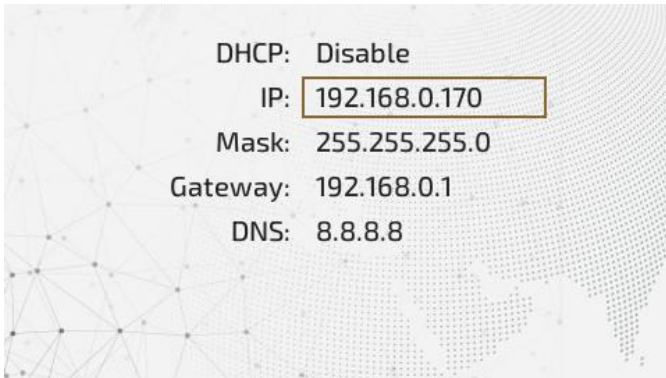 DHCP: Disable
IP: 192.168.0.170
Mask: 255.255.255.0
Gateway: 192.168.0.1
DNS: 8.8.8.8